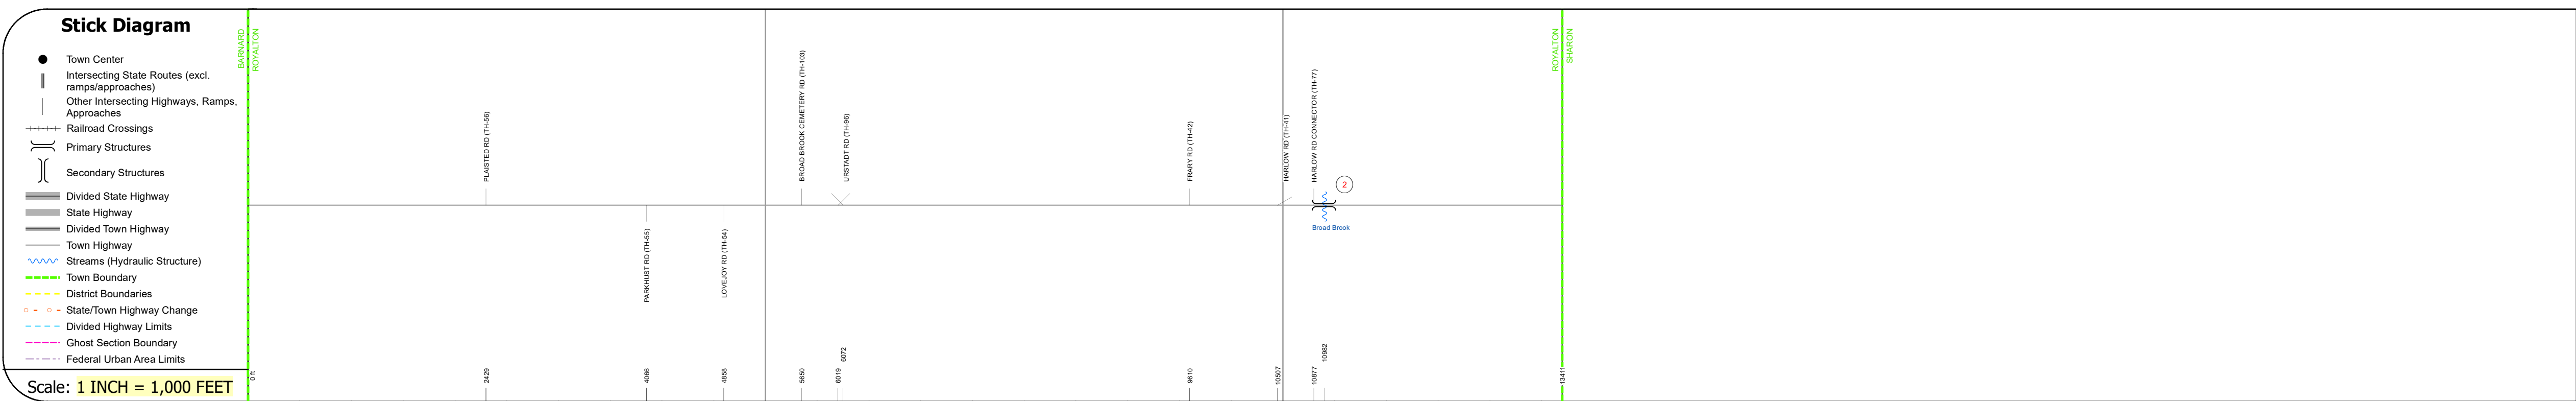 Stick Diagram
Town Center
Intersecting State Routes (excl.
ramps/approaches)
Other Intersecting Highways, Ramps,
Approaches
Railroad Crossings
Primary Structures
Secondary Structures
Divided State Highway
State Highway
Divided Town Highway
Town Highway
Streams (Hydraulic Structure)
Town Boundary
District Boundaries
State/Town Highway Change
Divided Highway Limits
Ghost Section Boundary
Federal Urban Area Limits
Scale: 1 INCH = 1,000 FEET
BARNARD
ROYALTON
PLAISTED RD (TH-56)
PARKHUST RD (TH-55)
LOVEJOY RD (TH-54)
BROAD BROOK CEMETERY RD (TH-103)
URSTADT RD (TH-96)
FRARY RD (TH-42)
HARLOW RD (TH-41)
HARLOW RD CONNECTOR (TH-77)
2
Broad Brook
ROYALTON
SHARON
0 ft
2429
4066
4858
5650
6019
6072
9610
10507
10877
10982
13411